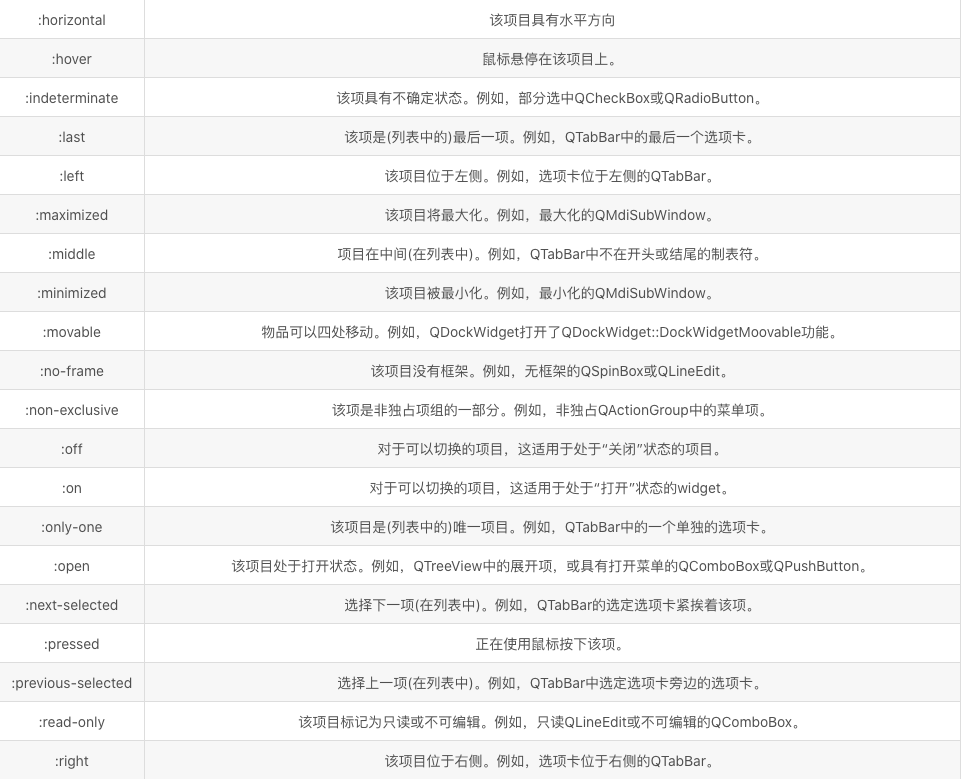 :horizontal 该项目具有水平方向
:hover 鼠标悬停在该项目上。
:indeterminate 该项具有不确定状态。例如，部分选中QCheckBox或QRadioButton。
:last 该项是(列表中的)最后一项。例如，QTabBar中的最后一个选项卡。
:left 该项目位于左侧。例如，选项卡位于左侧的QTabBar。
:maximized 该项目将最大化。例如，最大化的QMdiSubWindow。
:middle 项目在中间(在列表中)。例如，QTabBar中不在开头或结尾的制表符。
:minimized 该项目被最小化。例如，最小化的QMdiSubWindow。
:movable 物品可以四处移动。例如，QDockWidget打开了QDockWidget::DockWidgetMoovable功能。
:no-frame 该项目没有框架。例如，无框架的QSpinBox或QLineEdit。
:non-exclusive 该项是非独占项组的一部分。例如，非独占QActionGroup中的菜单项。
:off 对于可以切换的项目，这适用于处于“关闭”状态的项目。
:on 对于可以切换的项目，这适用于处于“打开”状态的widget。
:only-one 该项目是(列表中的)唯一项目。例如，QTabBar中的一个单独的选项卡。
:open 该项目处于打开状态。例如，QTreeView中的展开项，或具有打开菜单的QComboBox或QPushButton。
:next-selected 选择下一项(在列表中)。例如，QTabBar的选定选项卡紧挨着该项。
:pressed 正在使用鼠标按下该项。
:previous-selected 选择上一项(在列表中)。例如，QTabBar中选定选项卡旁边的选项卡。
:read-only 该项目标记为只读或不可编辑。例如，只读QLineEdit或不可编辑的QComboBox。
:right 该项目位于右侧。例如，选项卡位于右侧的QTabBar。